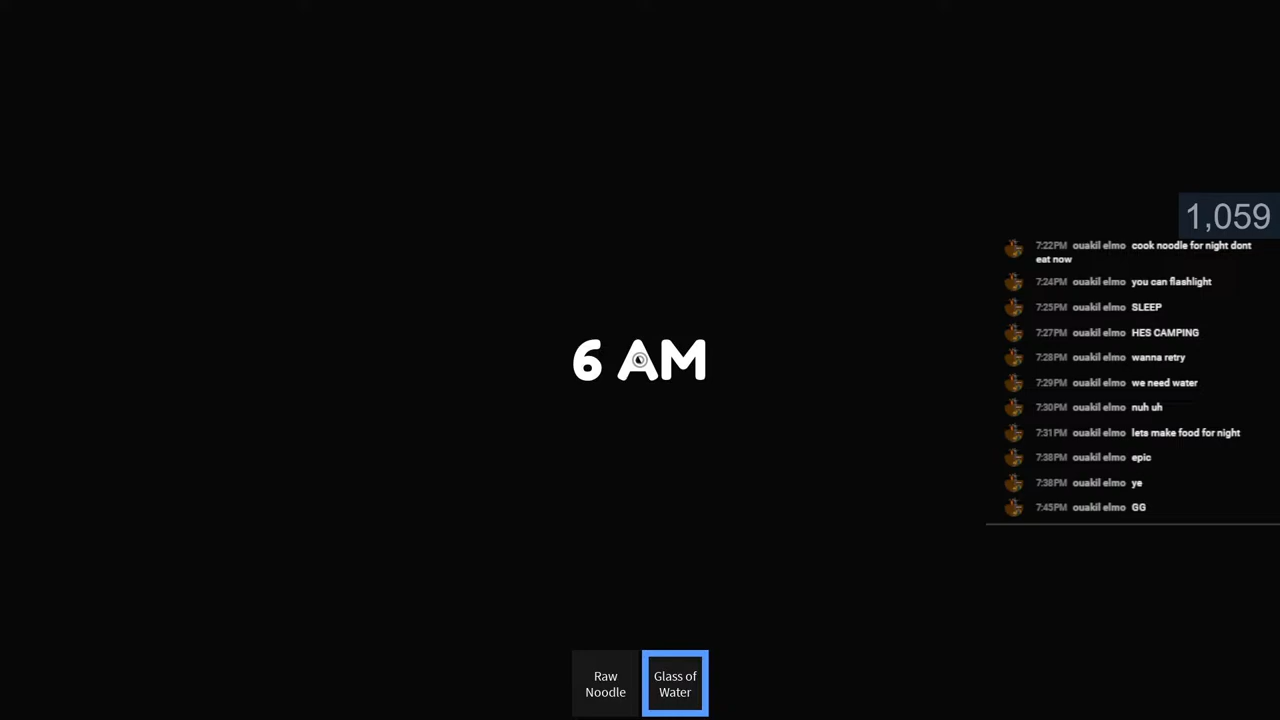 1,059
7:22PM ouakil elmo cook noodle for night dont
eat now
7:24PM ouakil elmo you can flashlight
7:25PM ouakil elmo SLEEP
7:27PM ouakil elmo HES CAMPING
7:28PM ouakil elmo wanna retry
7:29PM ouakil elmo we need water
7:30PM ouakil elmo nuh uh
7:31PM ouakil elmo lets make food for night
7:38PM ouakil elmo epic
7:38PM ouakil elmo ye
7:45PM ouakil elmo GG
6 AM
Raw
Noodle
Glass of
Water